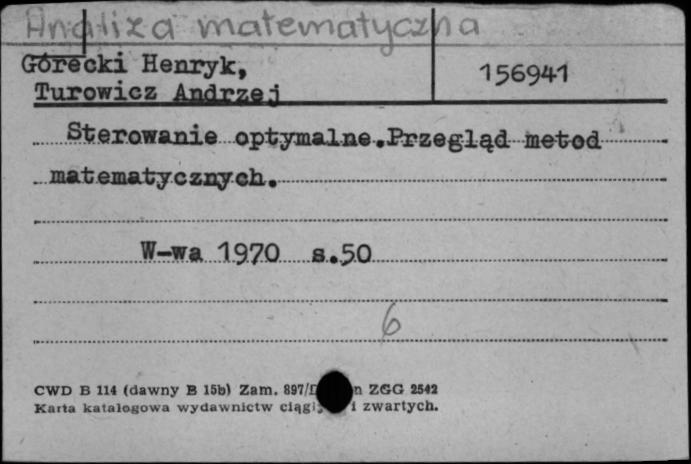 Analiza matematyczna
Górecki Henryk,
156941
Turowicz Andrzej
Sterowanie optymalne.Przegląd metod
matematycznych.
W-wa 1970 s.50
6
CWD B 114 (dawny B 15b) Zam. 897/ ZGG 2542
Karta katalogowa wydawnictw i zwartych.